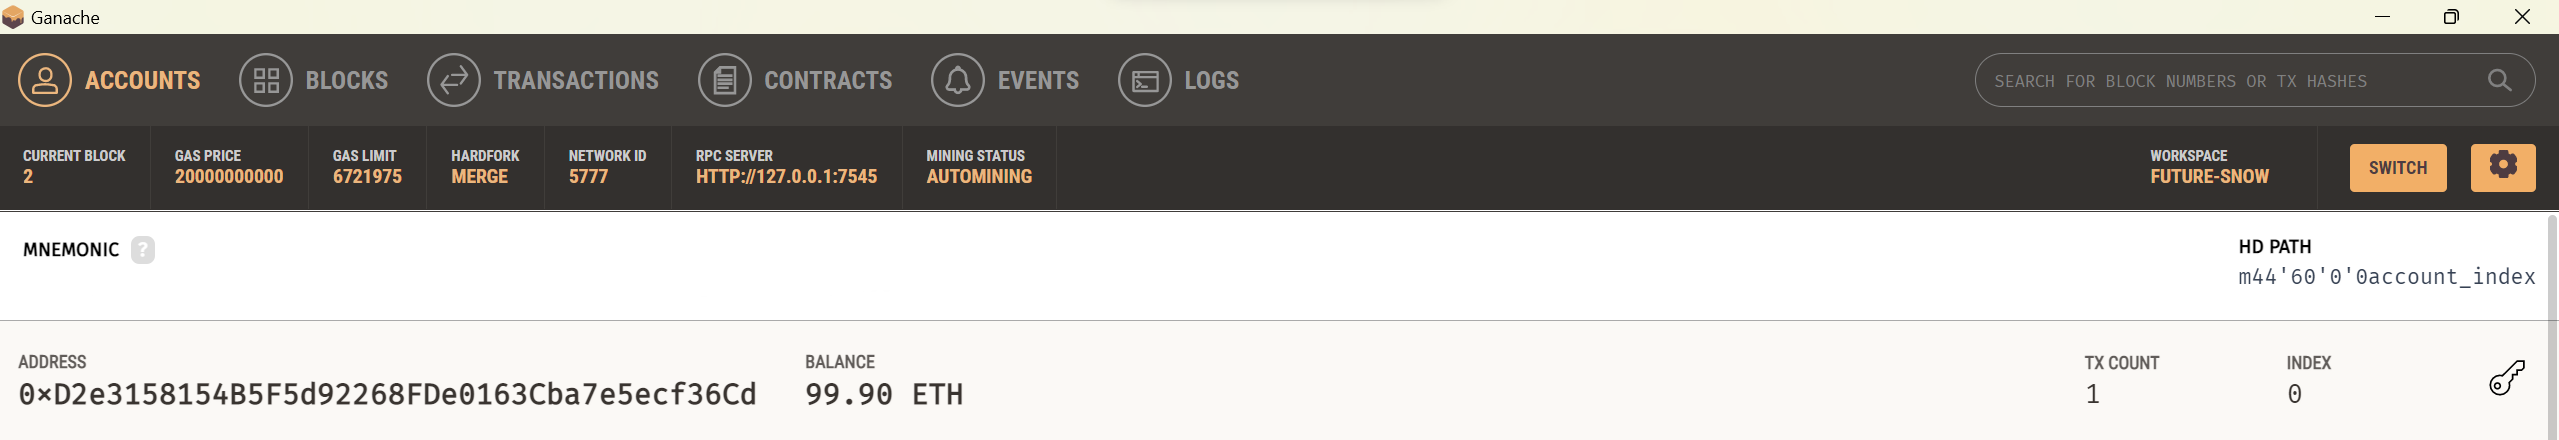 Ganache
ACCOUNTS BLOCKS TRANSACTIONS CONTRACTS EVENTS LOGS SEARCH FOR BLOCK NUMBERS OR TX HASHES
CURRENT BLOCK GAS PRICE GAS LIMIT HARDFORK NETWORK ID RPC SERVER MINING STATUS WORKSPACE
2 20000000000 6721975 MERGE 5777 HTTP://127.0.0.1:7545 AUTOMINING FUTURE-SNOW SWITCH
MNEMONIC ? HD PATH
m44'60'0'0account_index
ADDRESS BALANCE TX COUNT INDEX
0×D2e3158154B5F5d92268FDe0163Cba7e5ecf36Cd 99.90 ETH 1 0